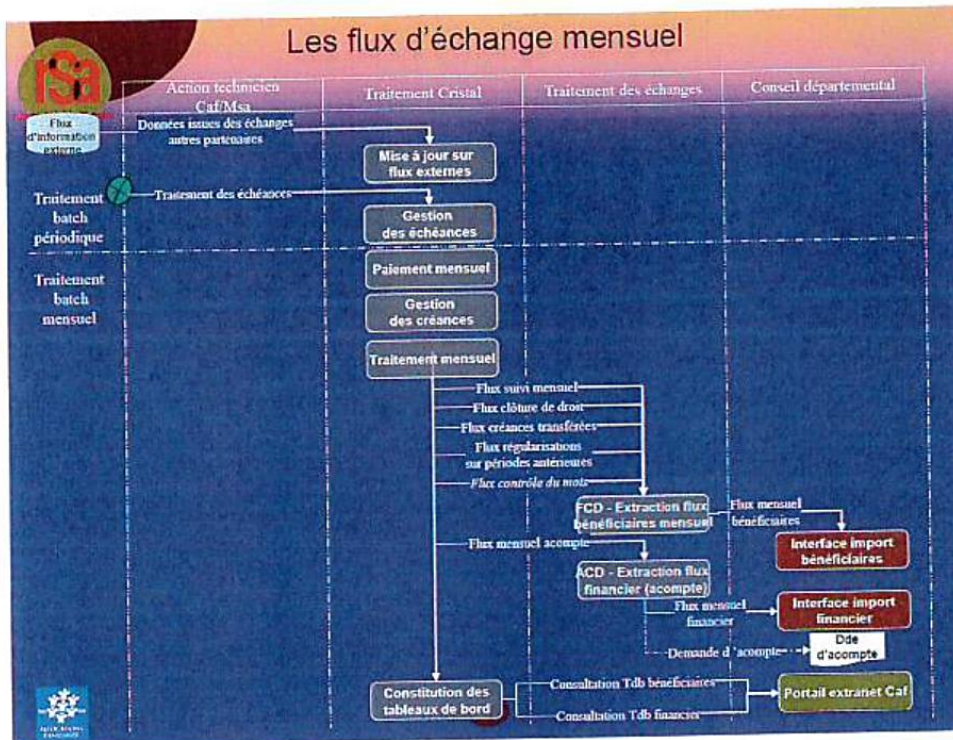 Les flux d'échange mensuel
rSa
Action technicien
Caf/Msa
Traitement Cristal
Traitement des échanges
Conseil départemental
Flux
d'information
externe
Données issues des échanges
autres partenaires
Mise à jour sur
flux externes
Traitement
batch
périodique
Traitement des échéances
Gestion
des échéances
Traitement
batch
mensuel
Paiement mensuel
Gestion
des créances
Traitement mensuel
Flux suivi mensuel
Flux clôture de droit
Flux créances transférées
Flux régularisations
sur périodes antérieures
Flux contrôle du mois
FCD - Extraction flux
bénéficiaires mensuel
Flux mensuel
bénéficiaires
Interface import
bénéficiaires
Flux mensuel acompte
ACD - Extraction flux
financier (acompte)
Flux mensuel
financier
Interface import
financier
Demande d 'acompte
Dde
d'acompte
Constitution des
tableaux de bord
Consultation Tdb bénéficiaires
Consultation Tdb financier
Portail extranet Caf